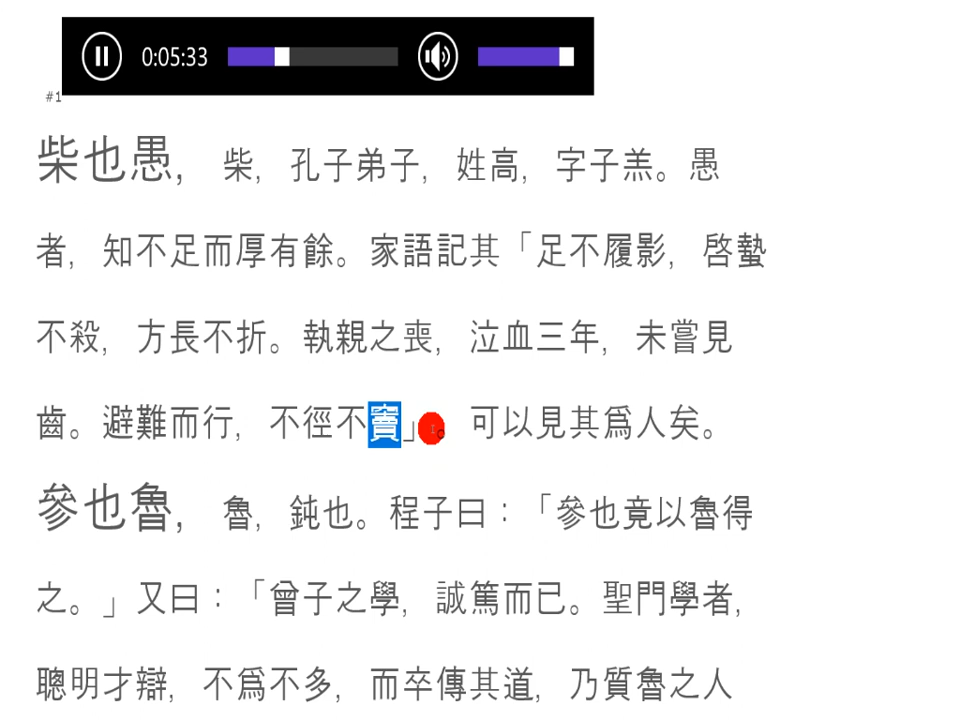 0:05:33
#1
柴也愚, 柴, 孔子弟子, 姓高, 字子羔。愚
者, 知不足而厚有餘。家語記其「足不履影, 啓蟄
不殺, 方長不折。執親之喪, 泣血三年, 未嘗見
齒。避難而行, 不徑不竇」。可以見其爲人矣。
參也魯, 魯, 鈍也。程子曰：「參也竟以魯得
之。」又曰：「曾子之學, 誠篤而已。聖門學者,
聰明才辯, 不爲不多, 而卒傳其道, 乃質魯之人